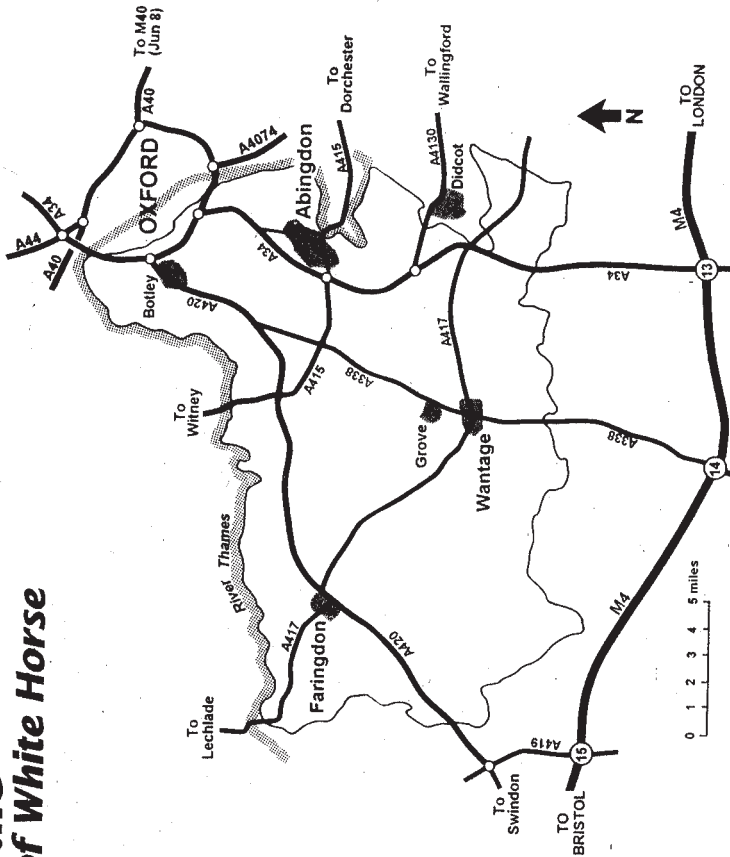 of White Horse
To M40
(Jun 8)
A40
A44
A34
A40
OXFORD
A4074
Botley
A420
A34
Abingdon
A415
To
Dorchester
To
Witney
A415
A338
A4130
To
Wallingford
Didcot
River Thames
To
Lechlade
A417
Faringdon
A420
Grove
Wantage
A417
A338
A34
N
To
Swindon
A419
TO
BRISTOL
15
M4
14
M4
13
TO
LONDON
0 1 2 3 4 5 miles